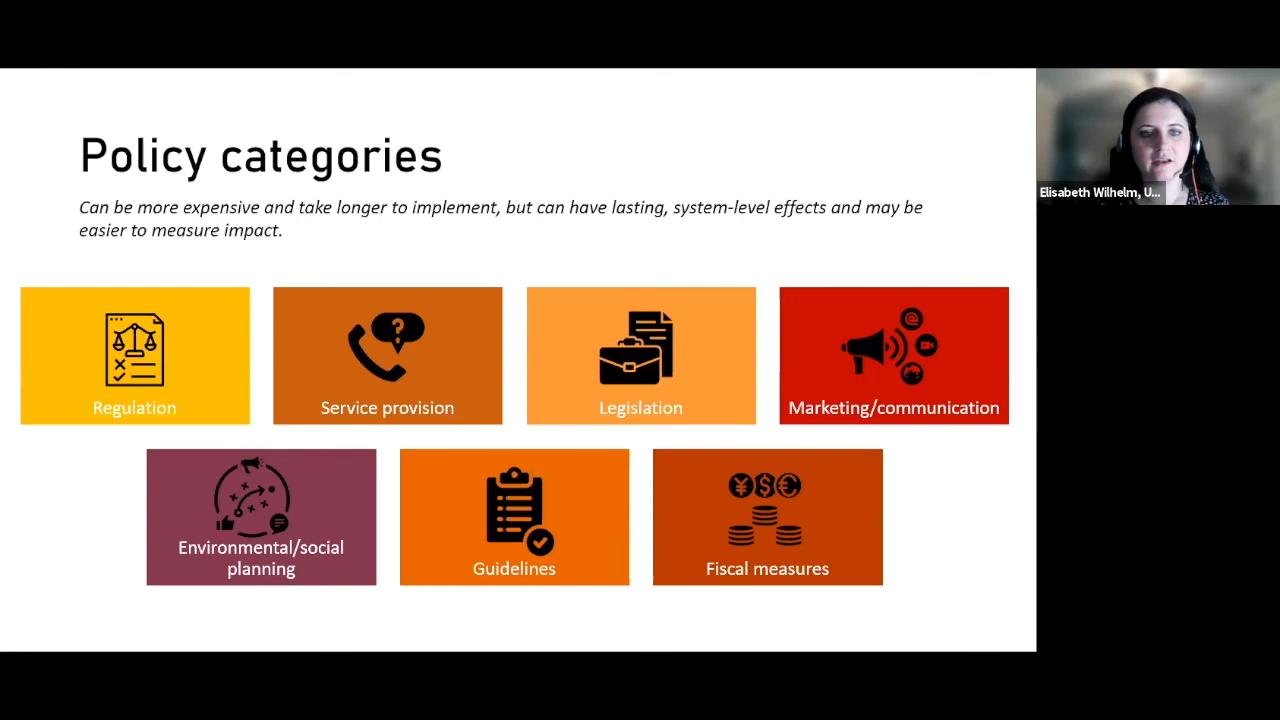 Policy categories
Can be more expensive and take longer to implement, but can have lasting, system-level effects and may be
easier to measure impact.
Elisabeth Wilhelm, U...
Regulation
Service provision
Legislation
Marketing/communication
Environmental/social
planning
Guidelines
Fiscal measures